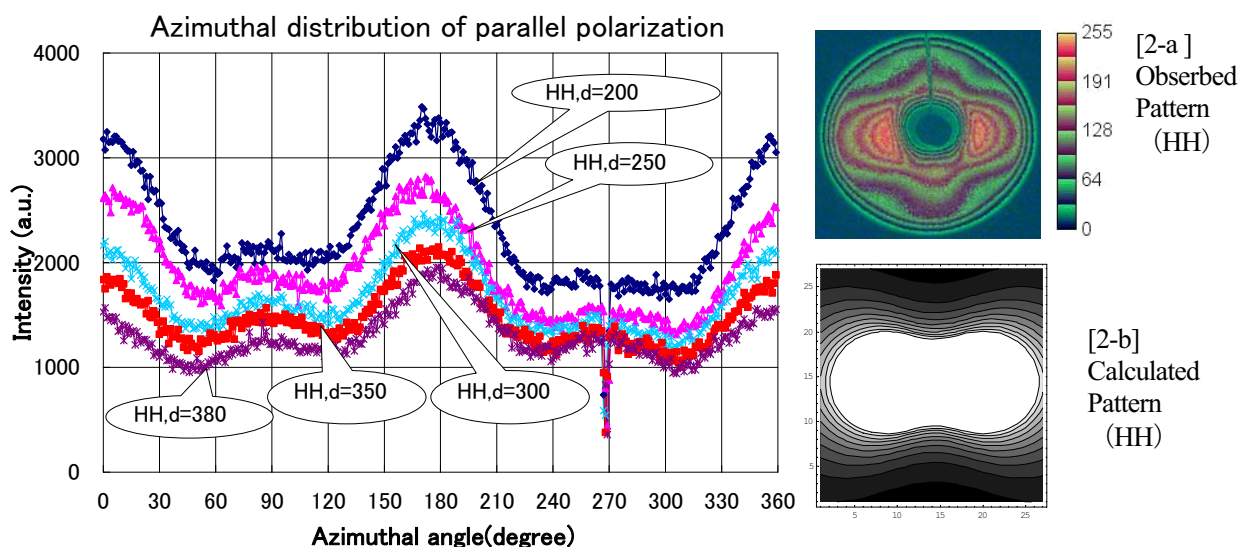 Azimuthal distribution of parallel polarization
4000
3000
2000
1000
0
Intensity (a.u.)
0 30 60 90 120 150 180 210 240 270 300 330 360
Azimuthal angle(degree)
HH,d=200
HH,d=250
HH,d=350
HH,d=300
HH,d=380
255
191
128
64
0
[2-a ]
Obserbed
Pattern
(HH)
20
15
10
5
5 10 15 20 25
[2-b]
Calculated
Pattern
(HH)